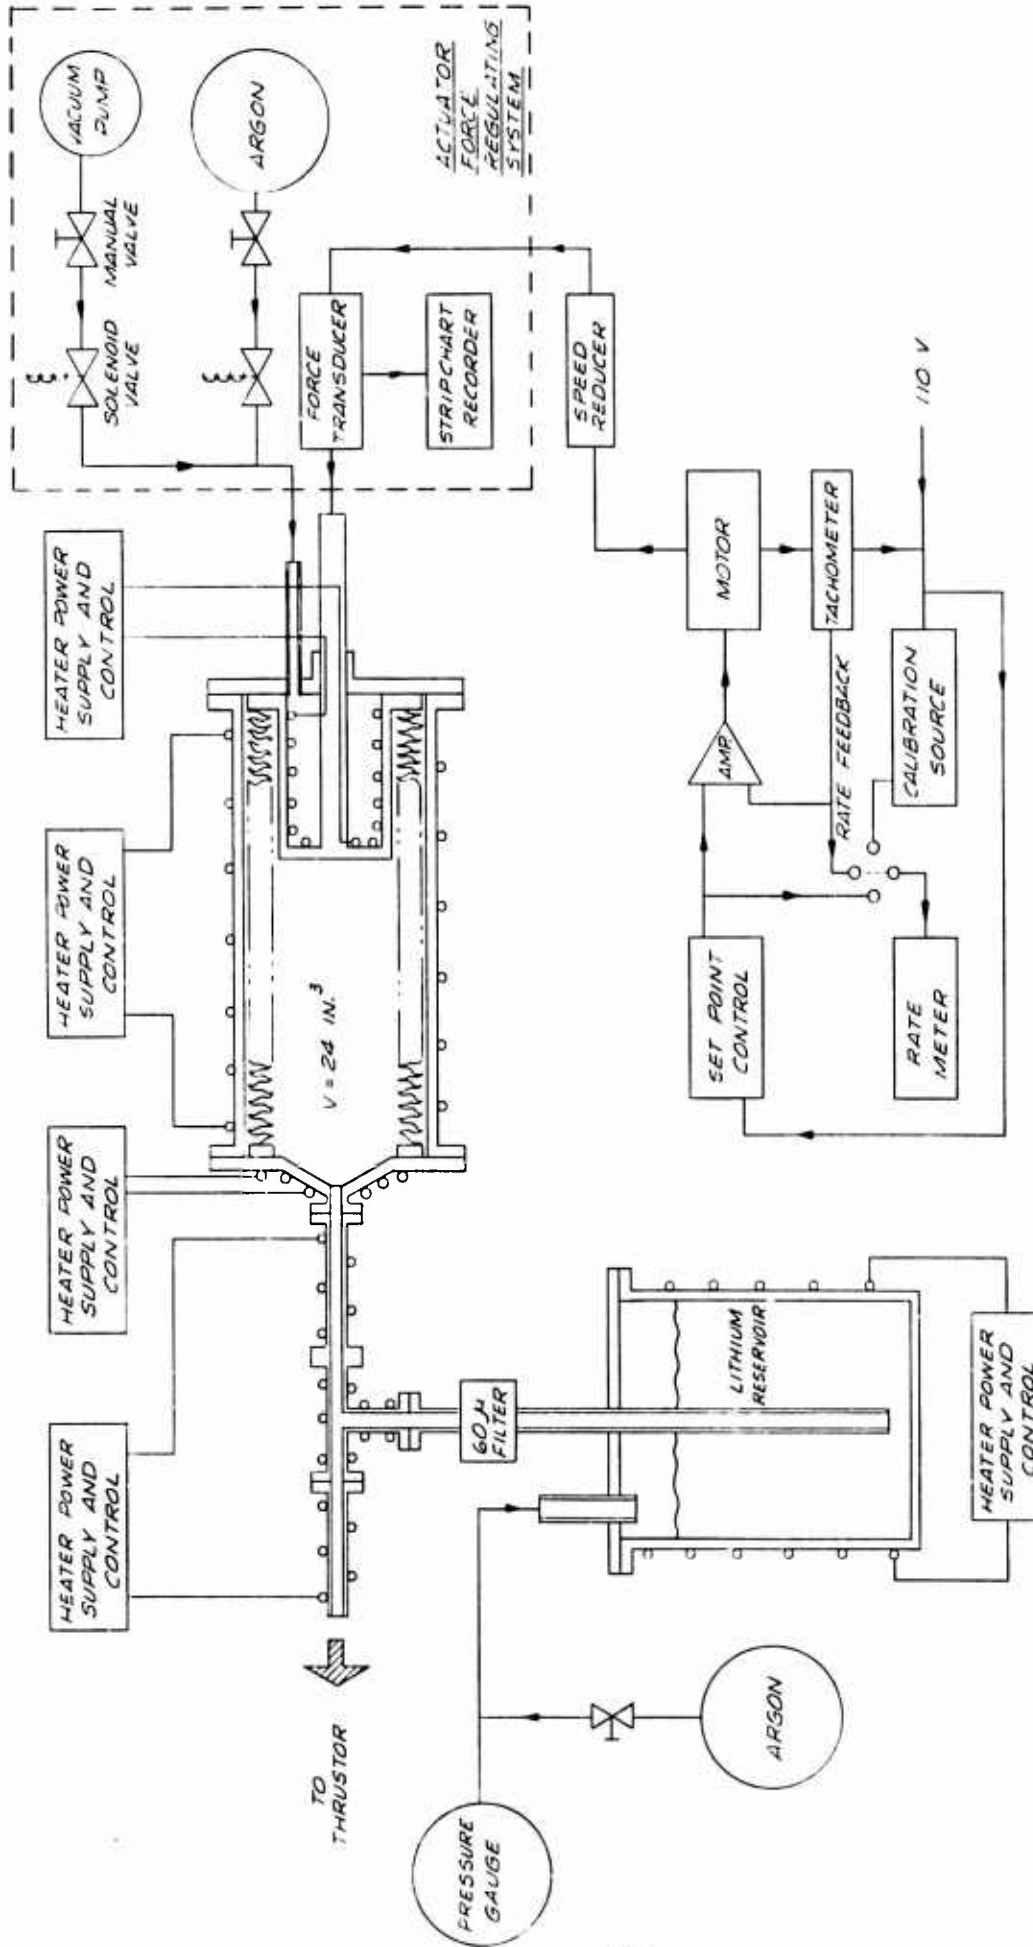 HEATER POWER
SUPPLY AND
CONTROL
HEATER POWER
SUPPLY AND
CONTROL
HEATER POWER
SUPPLY AND
CONTROL
HEATER POWER
SUPPLY AND
CONTROL
VACUUM
PUMP
MANUAL
VALVE
SOLENOID
VALVE
ARGON
ACTUATOR
FORCE
REGULATING
SYSTEM
FORCE
TRANSDUCER
STRIPCHART
RECORDER
V = 24 IN.³
TO
THRUSTOR
60 μ
FILTER
LITHIUM
RESERVOIR
PRESSURE
GAUGE
ARGON
HEATER POWER
SUPPLY AND
CONTROL
SPEED
REDUCER
MOTOR
TACHOMETER
110 V
AMP.
RATE FEEDBACK
CALIBRATION
SOURCE
SET POINT
CONTROL
RATE
METER